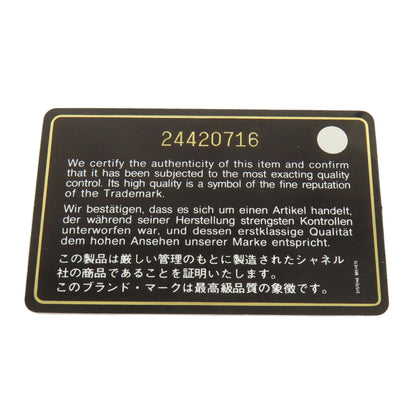 24420716
We certify the authenticity of this item and confirm
that it has been subjected to the most exacting quality
control. Its high quality is a symbol of the fine reputation
of the Trademark.
Wir bestätigen, dass es sich um einen Artikel handelt,
der während seiner Herstellung strengsten Kontrollen
unterworfen war, und dessen erstklassige Qualität
dem hohen Ansehen unserer Marke entspricht.
この製品は厳しい管理のもとに製造されたシャネル
社の商品であることを証明いたします。
このブランド・マークは最高級品質の象徴です。
SYSTEME BREVETE